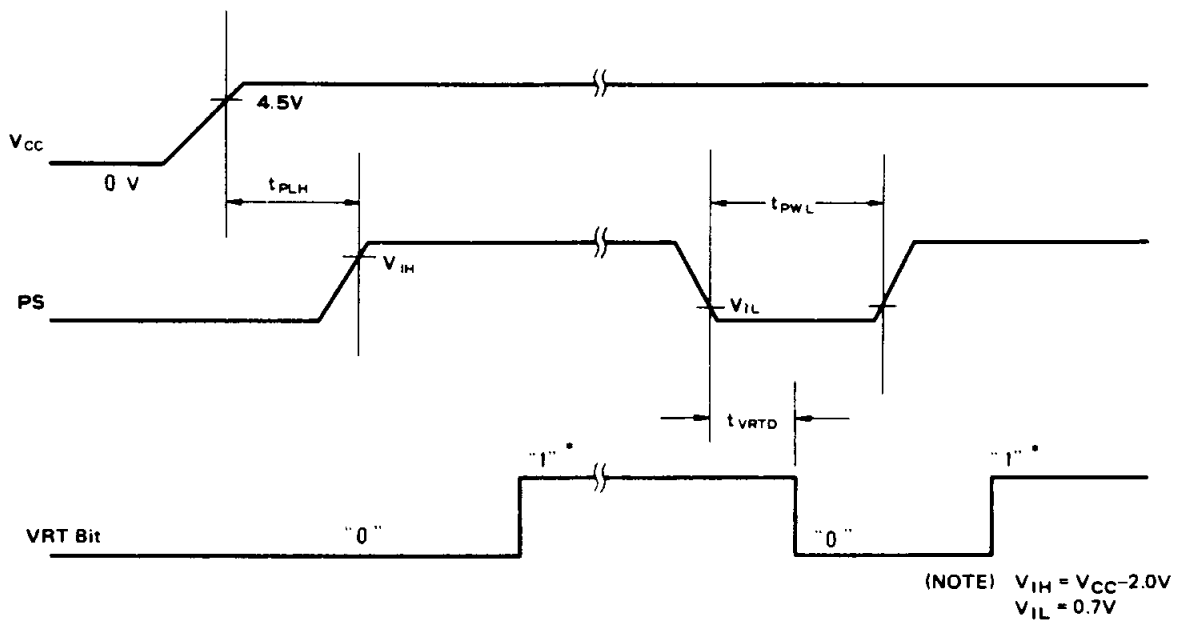 4.5V
VCC
0 V
tPLH
tPWL
VIH
PS
VIL
tVRTD
"1" *
"1" *
VRT Bit
"0"
"0"
(NOTE) VIH = VCC-2.0V
VIL = 0.7V